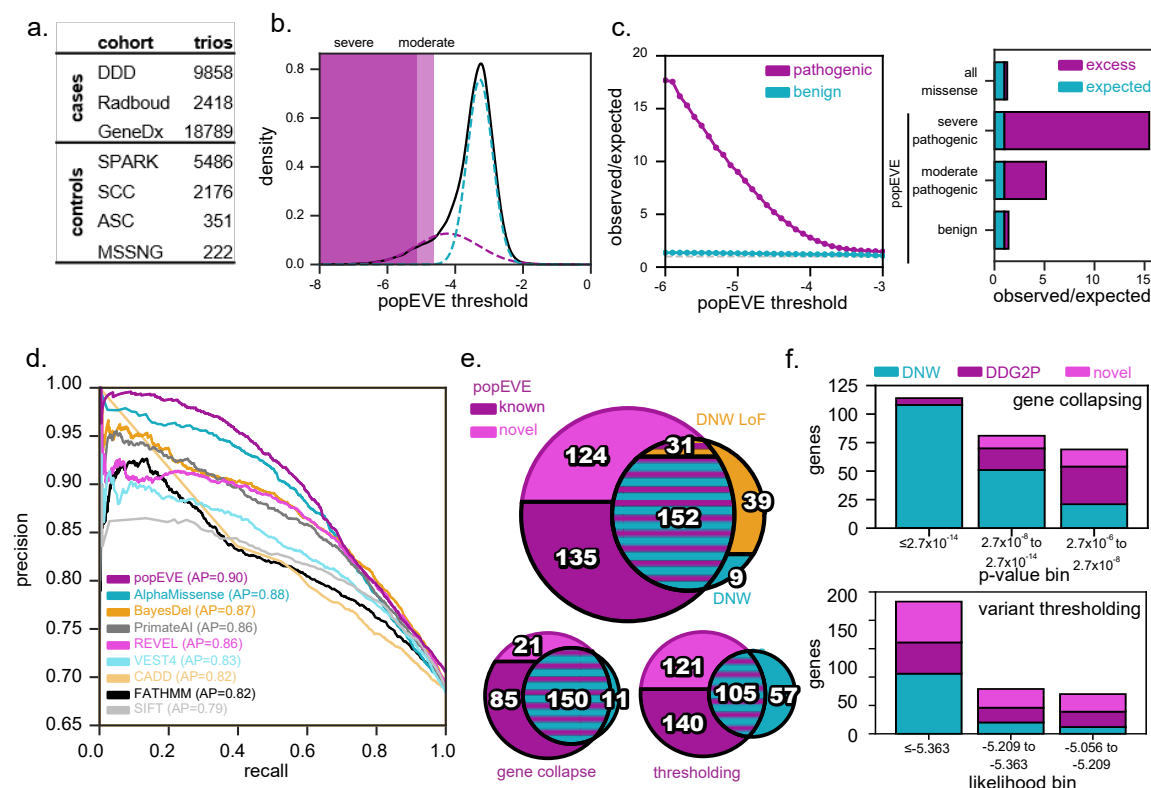 a.
cohort trios
cases
DDD 9858
Radboud 2418
GeneDx 18789
controls
SPARK 5486
SCC 2176
ASC 351
MSSNG 222
b.
severe moderate
density
0.8
0.6
0.4
0.2
0.0
-8 -6 -4 -2 0
popEVE threshold
c.
observed/expected
20
15
10
5
0
pathogenic
benign
-6 -5 -4 -3
popEVE threshold
excess
expected
all
missense
severe
pathogenic
moderate
pathogenic
benign
popEVE
0 5 10 15
observed/expected
d.
precision
1.00
0.95
0.90
0.85
0.80
0.75
0.70
0.65
popEVE (AP=0.90)
AlphaMissense (AP=0.88)
BayesDel (AP=0.87)
PrimateAI (AP=0.86)
REVEL (AP=0.86)
VEST4 (AP=0.83)
CADD (AP=0.82)
FATHMM (AP=0.82)
SIFT (AP=0.79)
0.0 0.2 0.4 0.6 0.8 1.0
recall
e.
popEVE
known
novel
DNW LoF
124
31
39
152
135
9
DNW
21
85
150
11
gene collapse
121
105
57
140
thresholding
f.
DNW DDG2P novel
gene collapsing
genes
125
100
75
50
25
0
≤2.7x10⁻¹⁴
2.7x10⁻⁸ to
2.7x10⁻¹⁴
2.7x10⁻⁶ to
2.7x10⁻⁸
p-value bin
variant thresholding
genes
200
150
100
50
0
≤-5.363
-5.209 to
-5.363
-5.056 to
-5.209
likelihood bin